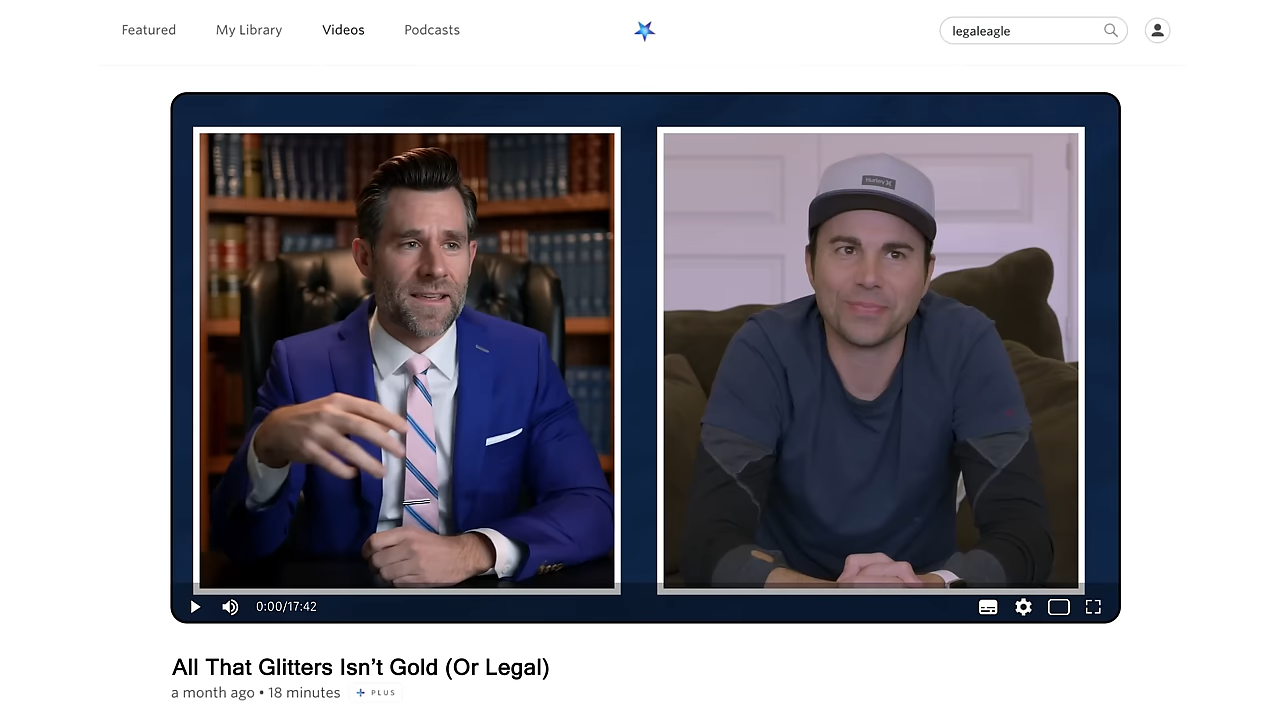 Featured My Library Videos Podcasts legaleagle
Hurley
0:00/17:42
All That Glitters Isn’t Gold (Or Legal)
a month ago • 18 minutes + PLUS